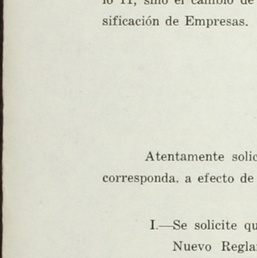 lo 11, sino el cambio de
sificación de Empresas.
Atentamente solic
corresponda, a efecto de
I.—Se solicite qu
Nuevo Regla